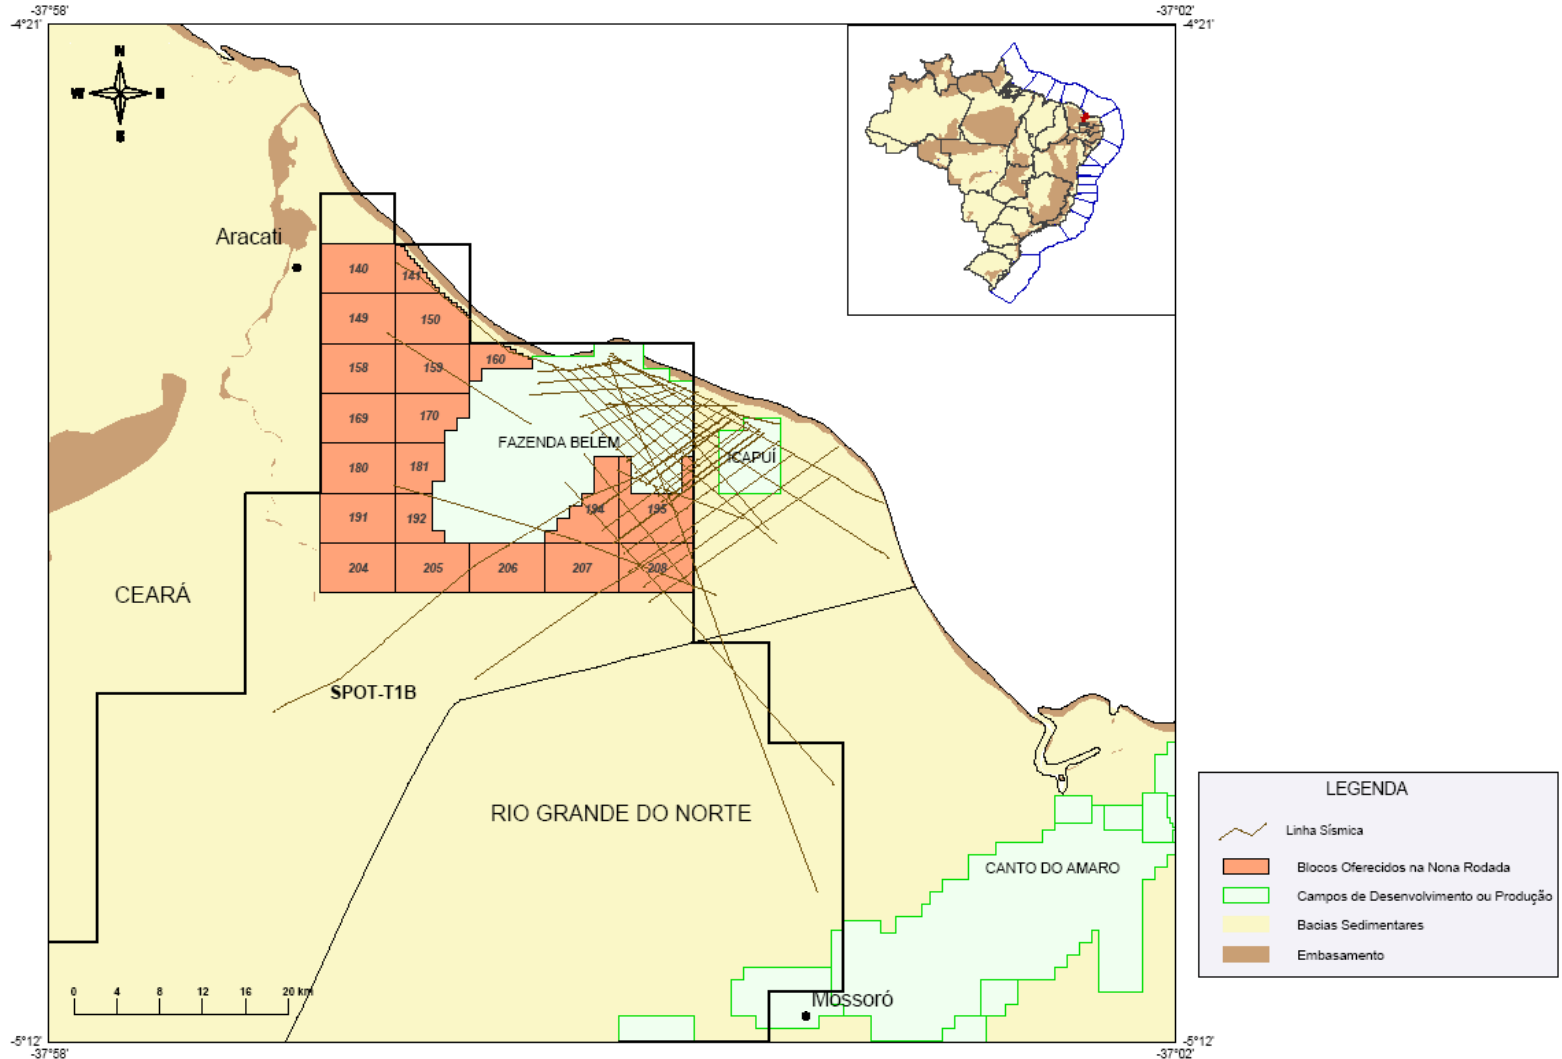 -37°58'
-37°02'
-4°21'
-4°21'
N
W
E
S
Aracati
140
141
149
150
158
159
160
169
170
FAZENDA BELÉM
ICAPUÍ
180
181
191
192
194
195
204
205
206
207
208
CEARÁ
SPOT-T1B
RIO GRANDE DO NORTE
CANTO DO AMARO
LEGENDA
Linha Sísmica
Blocos Oferecidos na Nona Rodada
Campos de Desenvolvimento ou Produção
Bacias Sedimentares
Embasamento
0 4 8 12 16 20 km
Mossoró
-5°12'
-5°12'
-37°58'
-37°02'